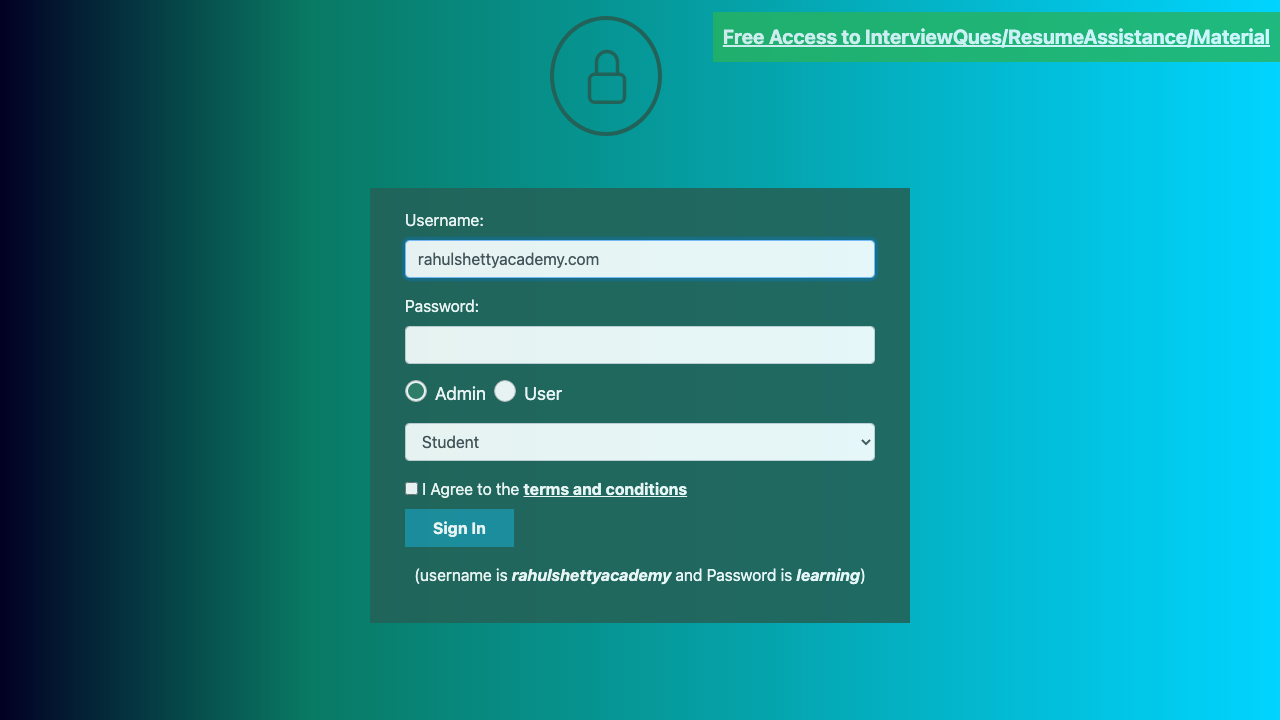 Free Access to InterviewQues/ResumeAssistance/Material
Username:
rahulshettyacademy.com
Password:
Admin User
Student
I Agree to the terms and conditions
Sign In
(username is rahulshettyacademy and Password is learning)